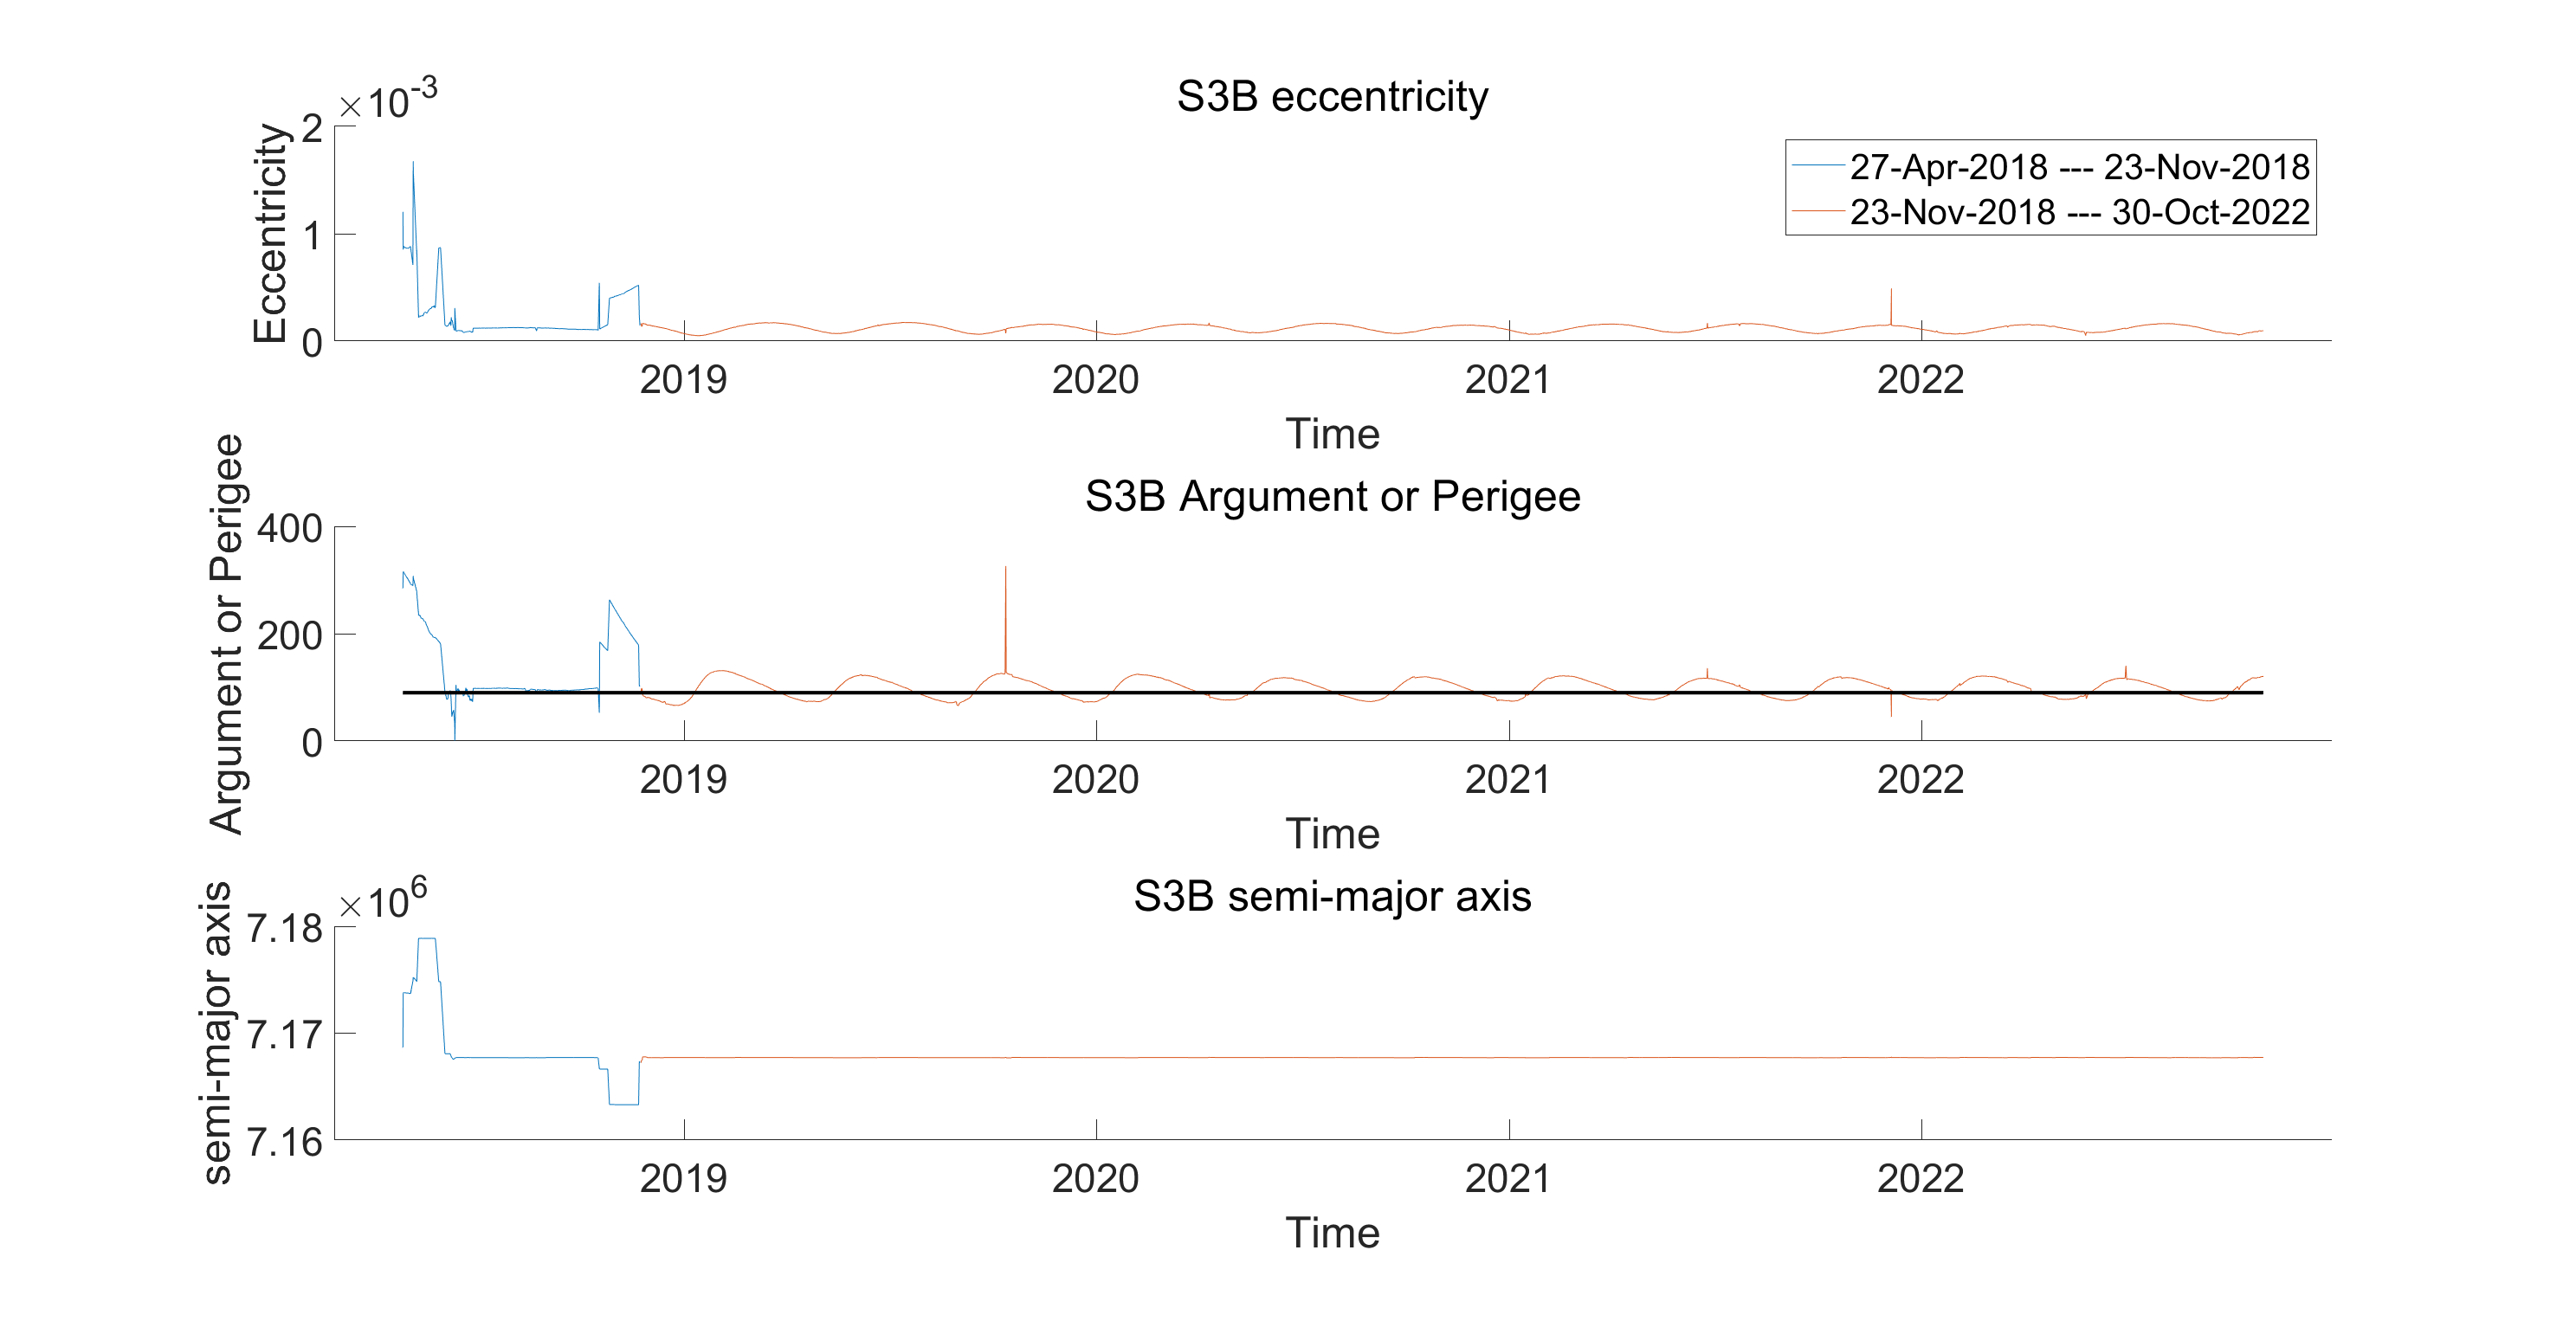 S3B eccentricity
×10-3
2
1
0
Eccentricity
27-Apr-2018 --- 23-Nov-2018
23-Nov-2018 --- 30-Oct-2022
2019 2020 2021 2022
Time
S3B Argument or Perigee
400
200
0
Argument or Perigee
2019 2020 2021 2022
Time
S3B semi-major axis
×106
7.18
7.17
7.16
semi-major axis
2019 2020 2021 2022
Time